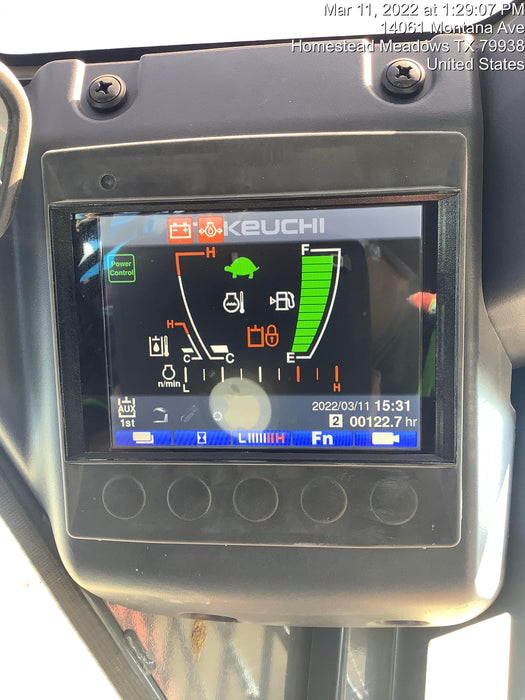 Mar 11, 2022 at 1:29:07 PM
14061 Montana Ave
Homestead Meadows TX 79938
United States
KEUCHI
H
F
Power
Control
H
C
C
E
n/min
L
H
AUX
1st
2022/03/11 15:31
2 00122.7 hr
L H
Fn